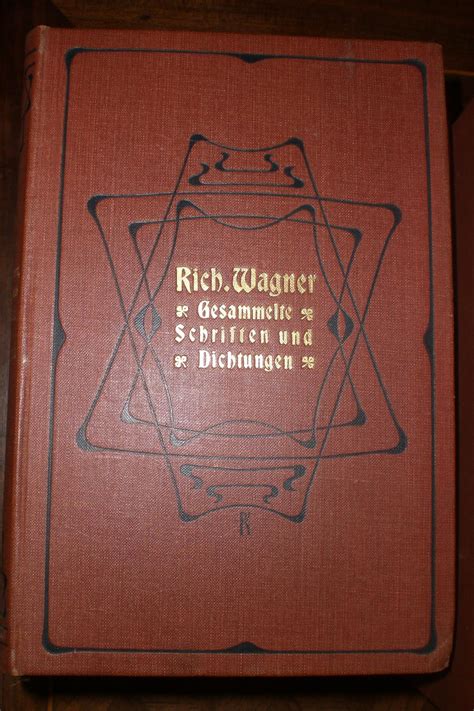 Rich. Wagner
Gesammelte
Schriften und
Dichtungen